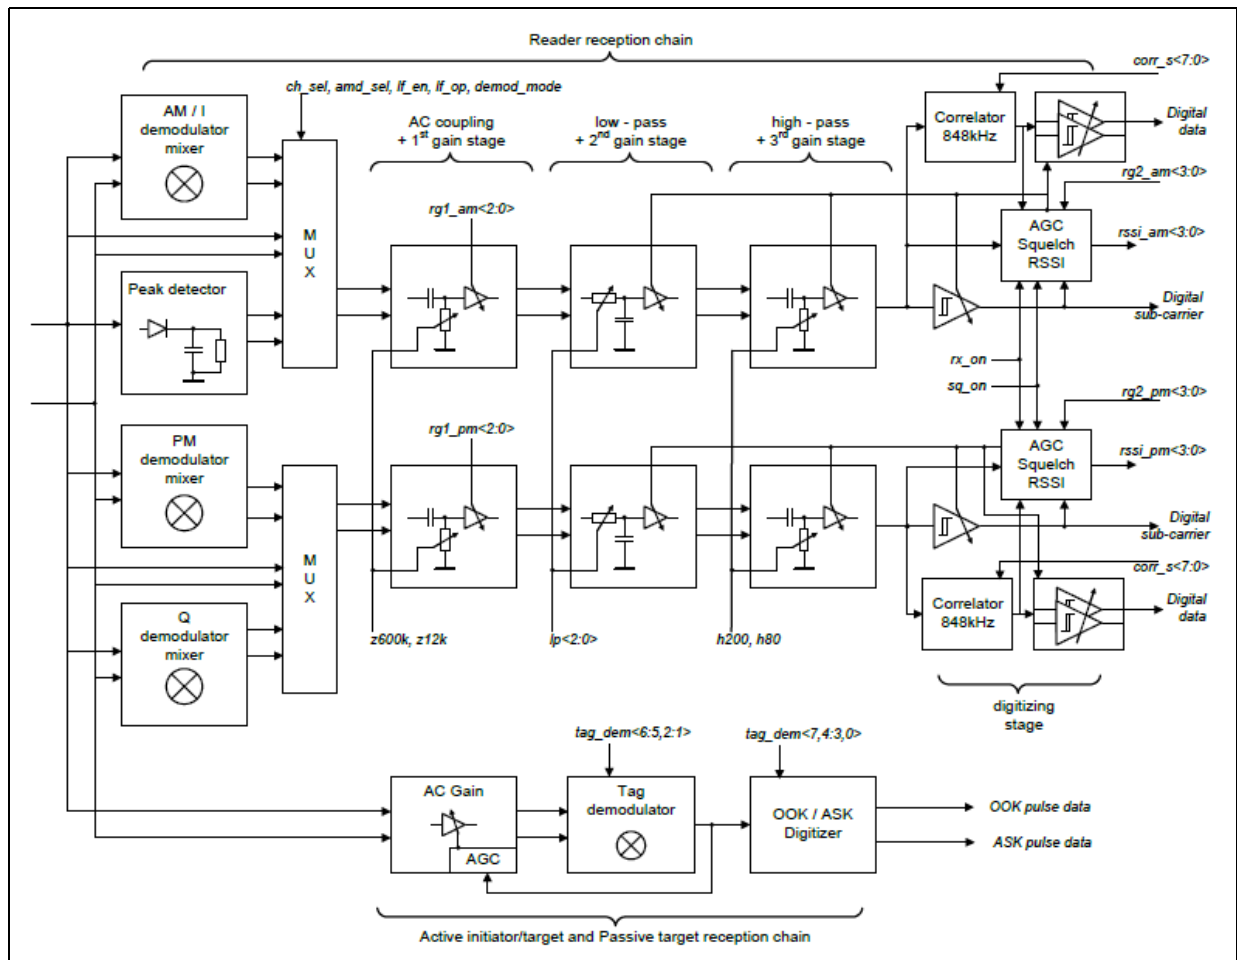 Reader reception chain
corr_s<7:0>
ch_sel, amd_sel, lf_en, lf_op, demod_mode
AM / I
demodulator
mixer
AC coupling
+ 1st gain stage
low - pass
+ 2nd gain stage
high - pass
+ 3rd gain stage
Correlator
848kHz
Digital
data
rg2_am<3:0>
rg1_am<2:0>
M
U
X
AGC
Squelch
RSSI
rssi_am<3:0>
Peak detector
Digital
sub-carrier
rx_on
sq_on
rg2_pm<3:0>
rg1_pm<2:0>
PM
demodulator
mixer
AGC
Squelch
RSSI
rssi_pm<3:0>
M
U
X
Digital
sub-carrier
corr_s<7:0>
Q
demodulator
mixer
Correlator
848kHz
Digital
data
z600k, z12k
lp<2:0>
h200, h80
digitizing
stage
tag_dem<6:5,2:1>
tag_dem<7,4:3,0>
AC Gain
AGC
Tag
demodulator
OOK / ASK
Digitizer
OOK pulse data
ASK pulse data
Active initiator/target and Passive target reception chain